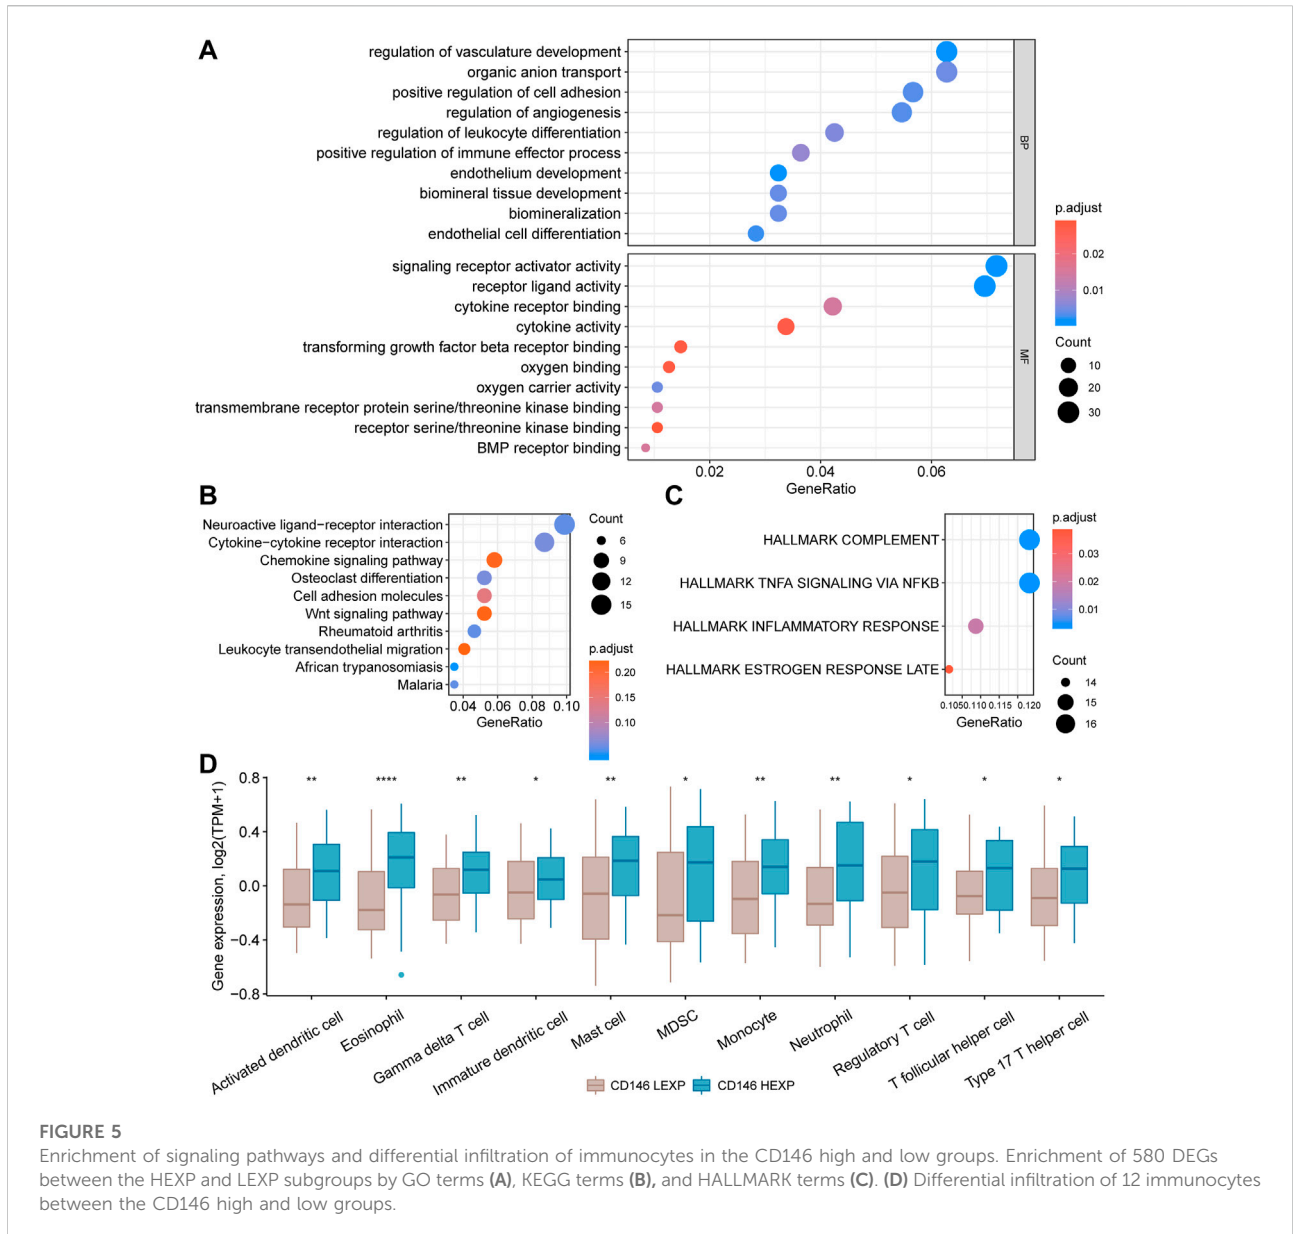 A
regulation of vasculature development
organic anion transport
positive regulation of cell adhesion
regulation of angiogenesis
regulation of leukocyte differentiation
positive regulation of immune effector process
endothelium development
biomineral tissue development
biomineralization
endothelial cell differentiation
BP
signaling receptor activator activity
receptor ligand activity
cytokine receptor binding
cytokine activity
transforming growth factor beta receptor binding
oxygen binding
oxygen carrier activity
transmembrane receptor protein serine/threonine kinase binding
receptor serine/threonine kinase binding
BMP receptor binding
MF
0.02 0.04 0.06
GeneRatio
p.adjust
0.02
0.01
Count
10
20
30
B
Neuroactive ligand−receptor interaction
Cytokine−cytokine receptor interaction
Chemokine signaling pathway
Osteoclast differentiation
Cell adhesion molecules
Wnt signaling pathway
Rheumatoid arthritis
Leukocyte transendothelial migration
African trypanosomiasis
Malaria
0.04 0.06 0.08 0.10
GeneRatio
Count
6
9
12
15
p.adjust
0.20
0.15
0.10
C
HALLMARK COMPLEMENT
HALLMARK TNFA SIGNALING VIA NFKB
HALLMARK INFLAMMATORY RESPONSE
HALLMARK ESTROGEN RESPONSE LATE
0.105 0.110 0.115 0.120
GeneRatio
p.adjust
0.03
0.02
0.01
Count
14
15
16
D
Gene expression, log2(TPM+1)
0.8
0.4
0.0
−0.4
−0.8
** **** ** * ** * ** ** * * *
Activated dendritic cell
Eosinophil
Gamma delta T cell
Immature dendritic cell
Mast cell
MDSC
Monocyte
Neutrophil
Regulatory T cell
T follicular helper cell
Type 17 T helper cell
CD146 LEXP CD146 HEXP
FIGURE 5
Enrichment of signaling pathways and differential infiltration of immunocytes in the CD146 high and low groups. Enrichment of 580 DEGs
between the HEXP and LEXP subgroups by GO terms (A), KEGG terms (B), and HALLMARK terms (C). (D) Differential infiltration of 12 immunocytes
between the CD146 high and low groups.